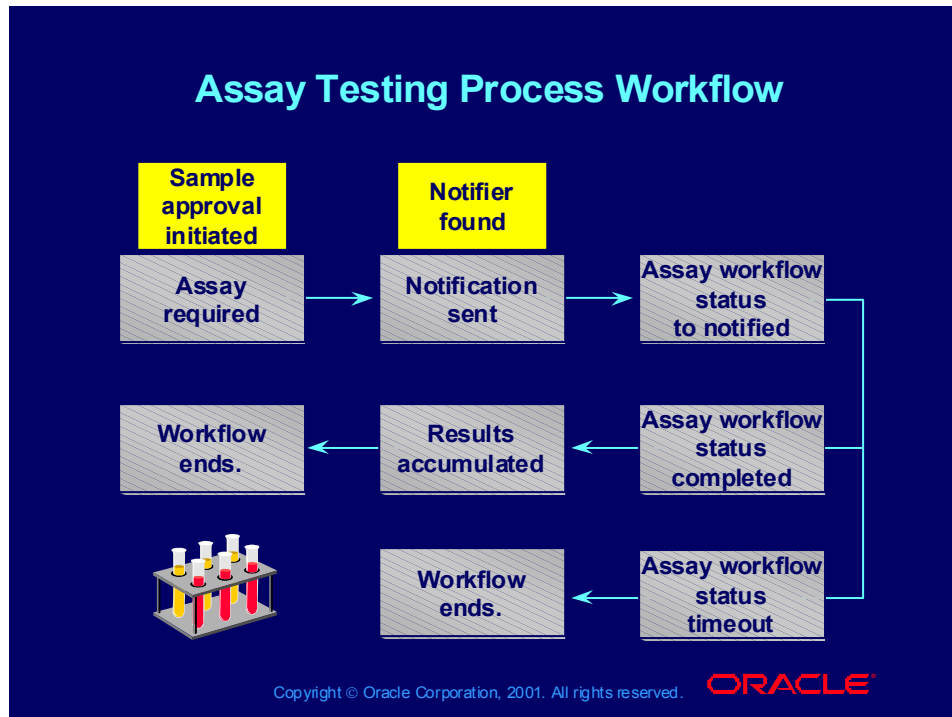 Assay Testing Process Workflow
Sample
approval
initiated
Notifier
found
Assay
required
Notification
sent
Assay workflow
status
to notified
Workflow
ends.
Results
accumulated
Assay workflow
status
completed
Workflow
ends.
Assay workflow
status
timeout
Copyright © Oracle Corporation, 2001. All rights reserved.
ORACLE®